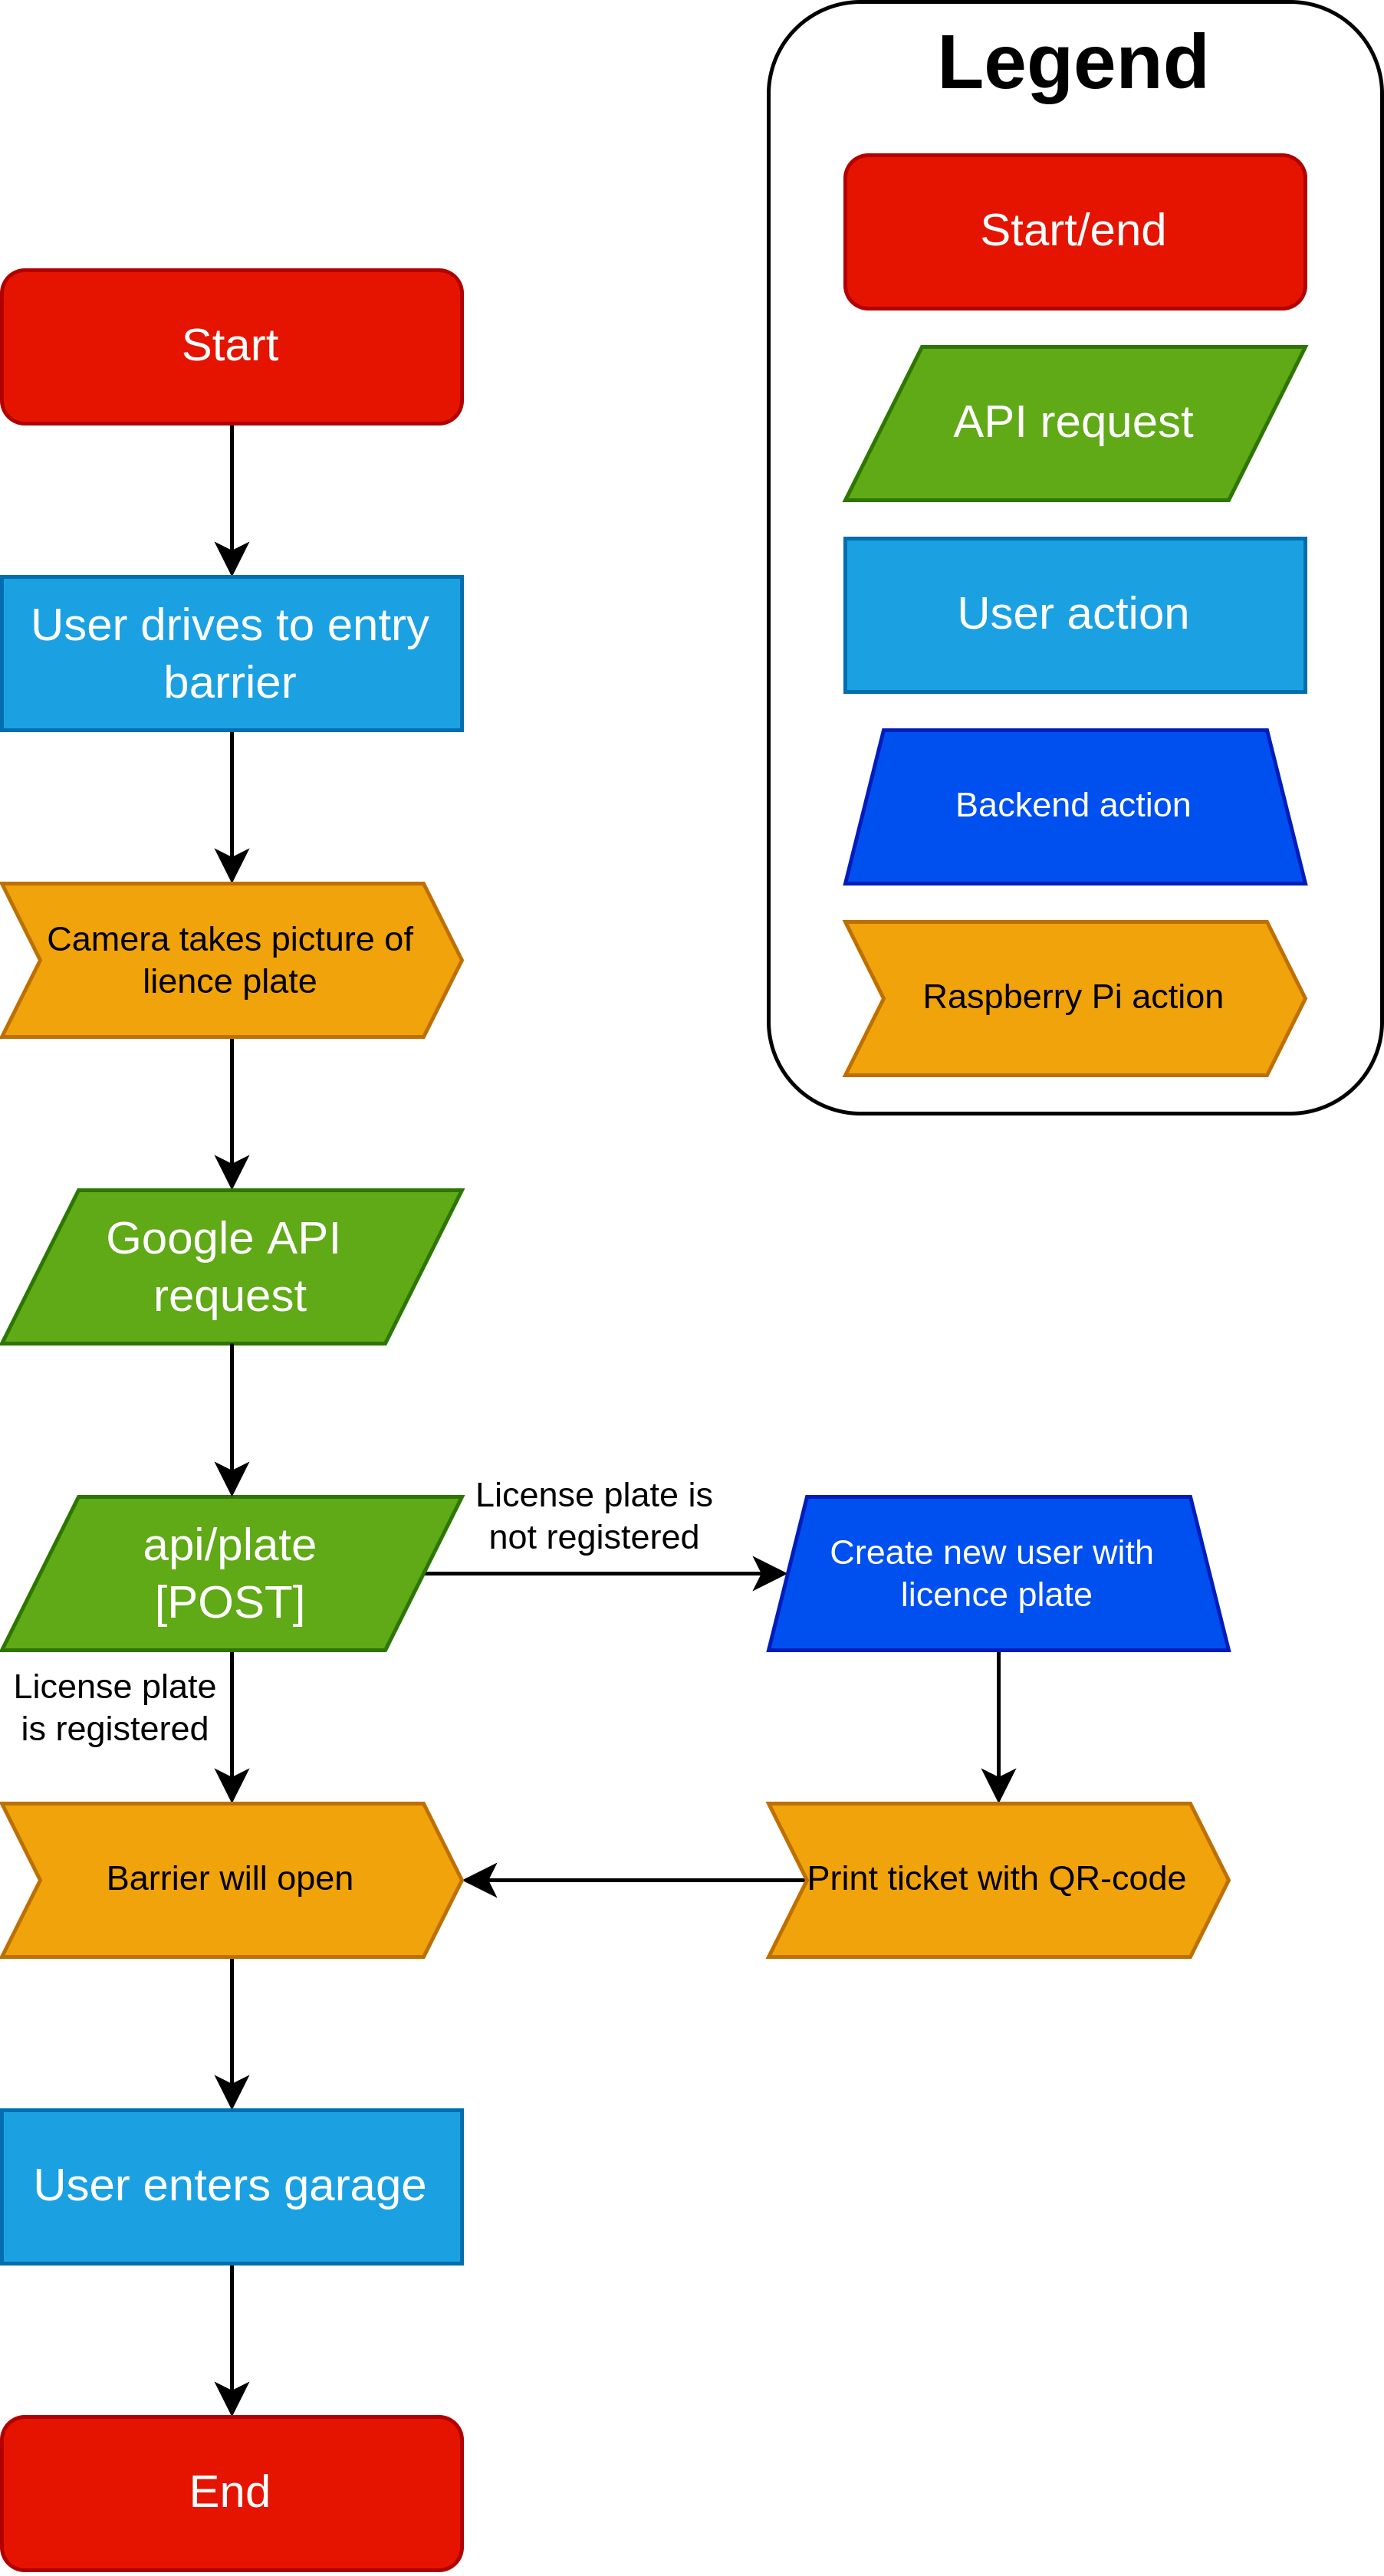 Legend
Start/end
API request
User action
Backend action
Raspberry Pi action
Start
User drives to entry
barrier
Camera takes picture of
lience plate
Google API
request
api/plate
[POST]
License plate is
not registered
Create new user with
licence plate
License plate
is registered
Barrier will open
Print ticket with QR-code
User enters garage
End